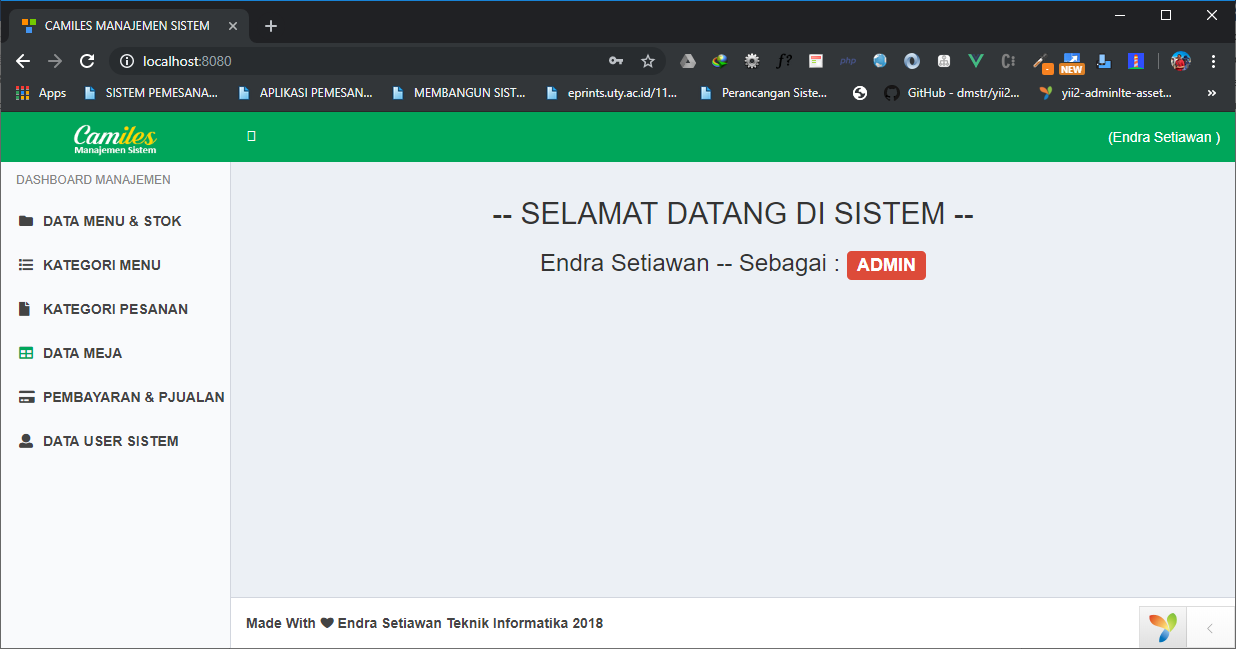 CAMILES MANAJEMEN SISTEM
localhost:8080
f?
php
C
NEW
Apps
SISTEM PEMESANA...
APLIKASI PEMESAN...
MEMBANGUN SIST...
eprints.uty.ac.id/11...
Perancangan Siste...
GitHub - dmstr/yii2...
yii2-adminlte-asset...
»
Camiles
Manajemen Sistem
(Endra Setiawan )
DASHBOARD MANAJEMEN
DATA MENU & STOK
KATEGORI MENU
KATEGORI PESANAN
DATA MEJA
PEMBAYARAN & PJUALAN
DATA USER SISTEM
-- SELAMAT DATANG DI SISTEM --
Endra Setiawan -- Sebagai : ADMIN
Made With ❤ Endra Setiawan Teknik Informatika 2018